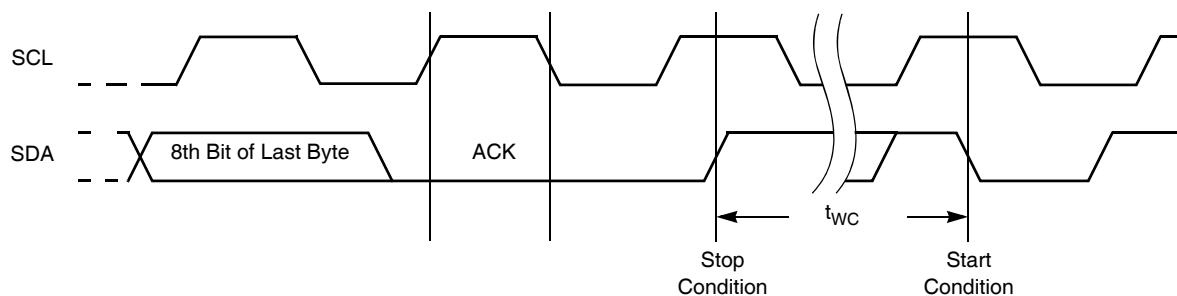 SCL
SDA
8th Bit of Last Byte
ACK
tWC
Stop
Condition
Start
Condition